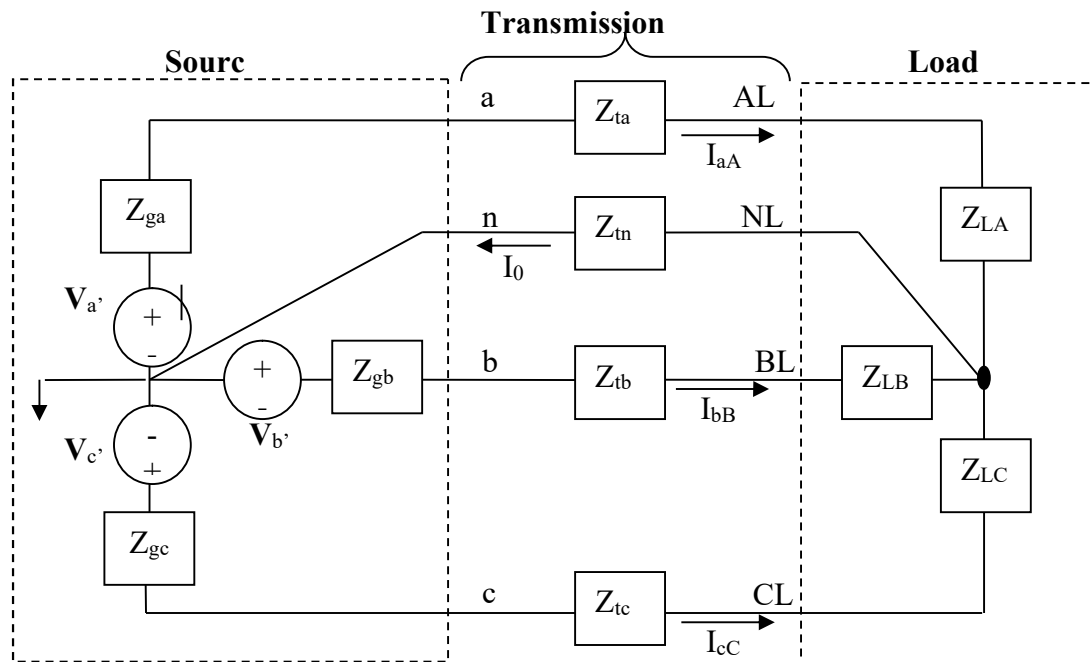 Transmission
Sourc
Load
a
Zta
AL
IaA
Zga
n
Ztn
NL
ZLA
I0
Va’
+
-
+
-
Zgb
b
Ztb
BL
ZLB
IbB
Vb’
Vc’
-
+
ZLC
Zgc
c
Ztc
CL
IcC